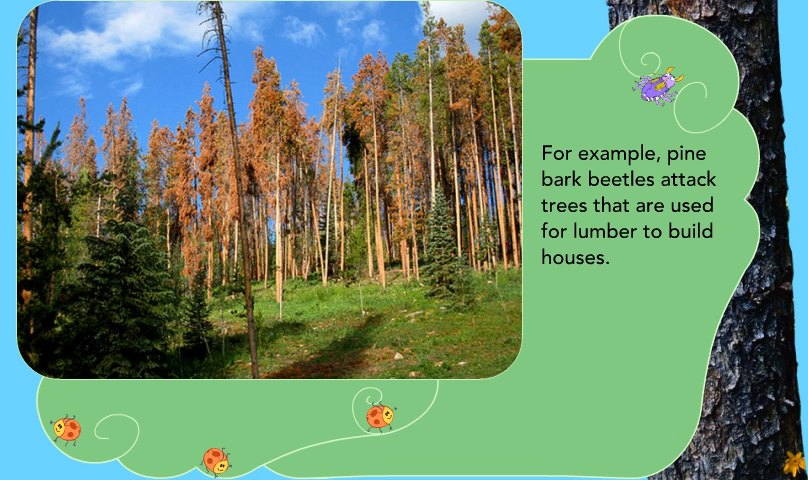 For example, pine
bark beetles attack
trees that are used
for lumber to build
houses.